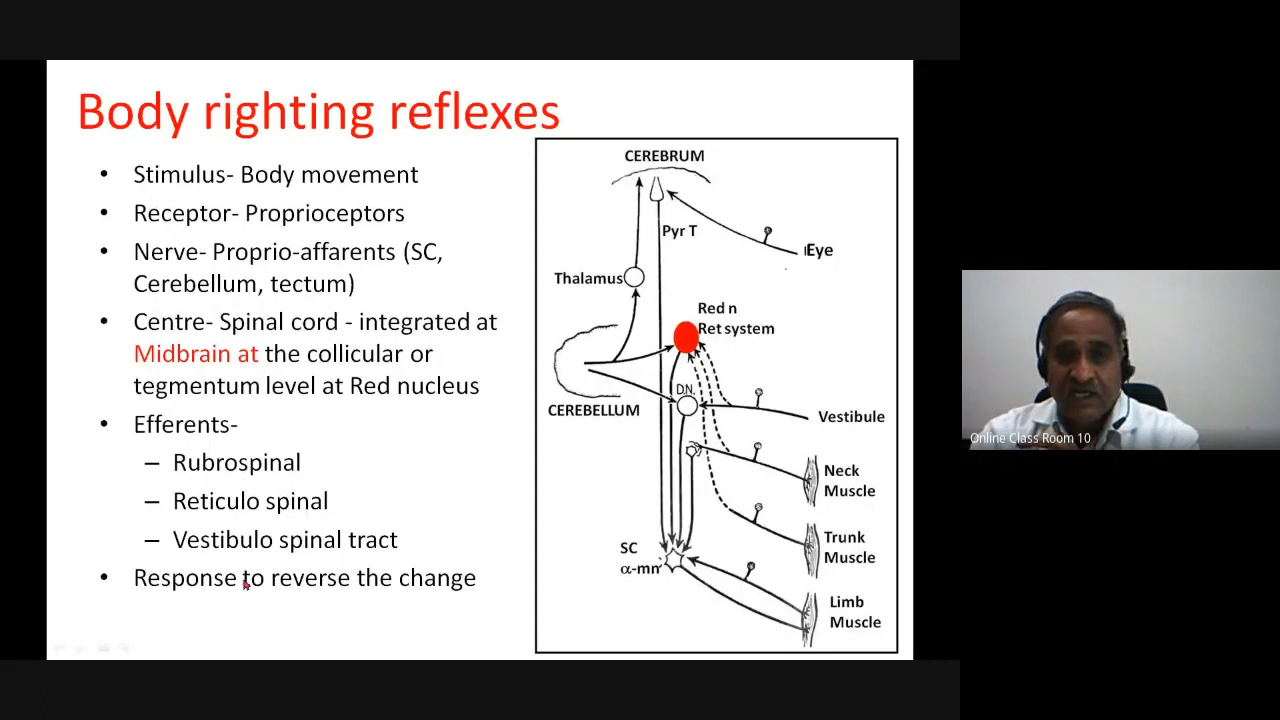 Body righting reflexes
• Stimulus- Body movement
• Receptor- Proprioceptors
• Nerve- Proprio-affarents (SC,
Cerebellum, tectum)
• Centre- Spinal cord - integrated at
Midbrain at the collicular or
tegmentum level at Red nucleus
• Efferents-
– Rubrospinal
– Reticulo spinal
– Vestibulo spinal tract
• Response to reverse the change
CEREBRUM
Pyr T
Eye
Thalamus
Red n
Ret system
DN.
CEREBELLUM
Vestibule
Neck
Muscle
Trunk
Muscle
SC
α-mn
Limb
Muscle
Online Class Room 10